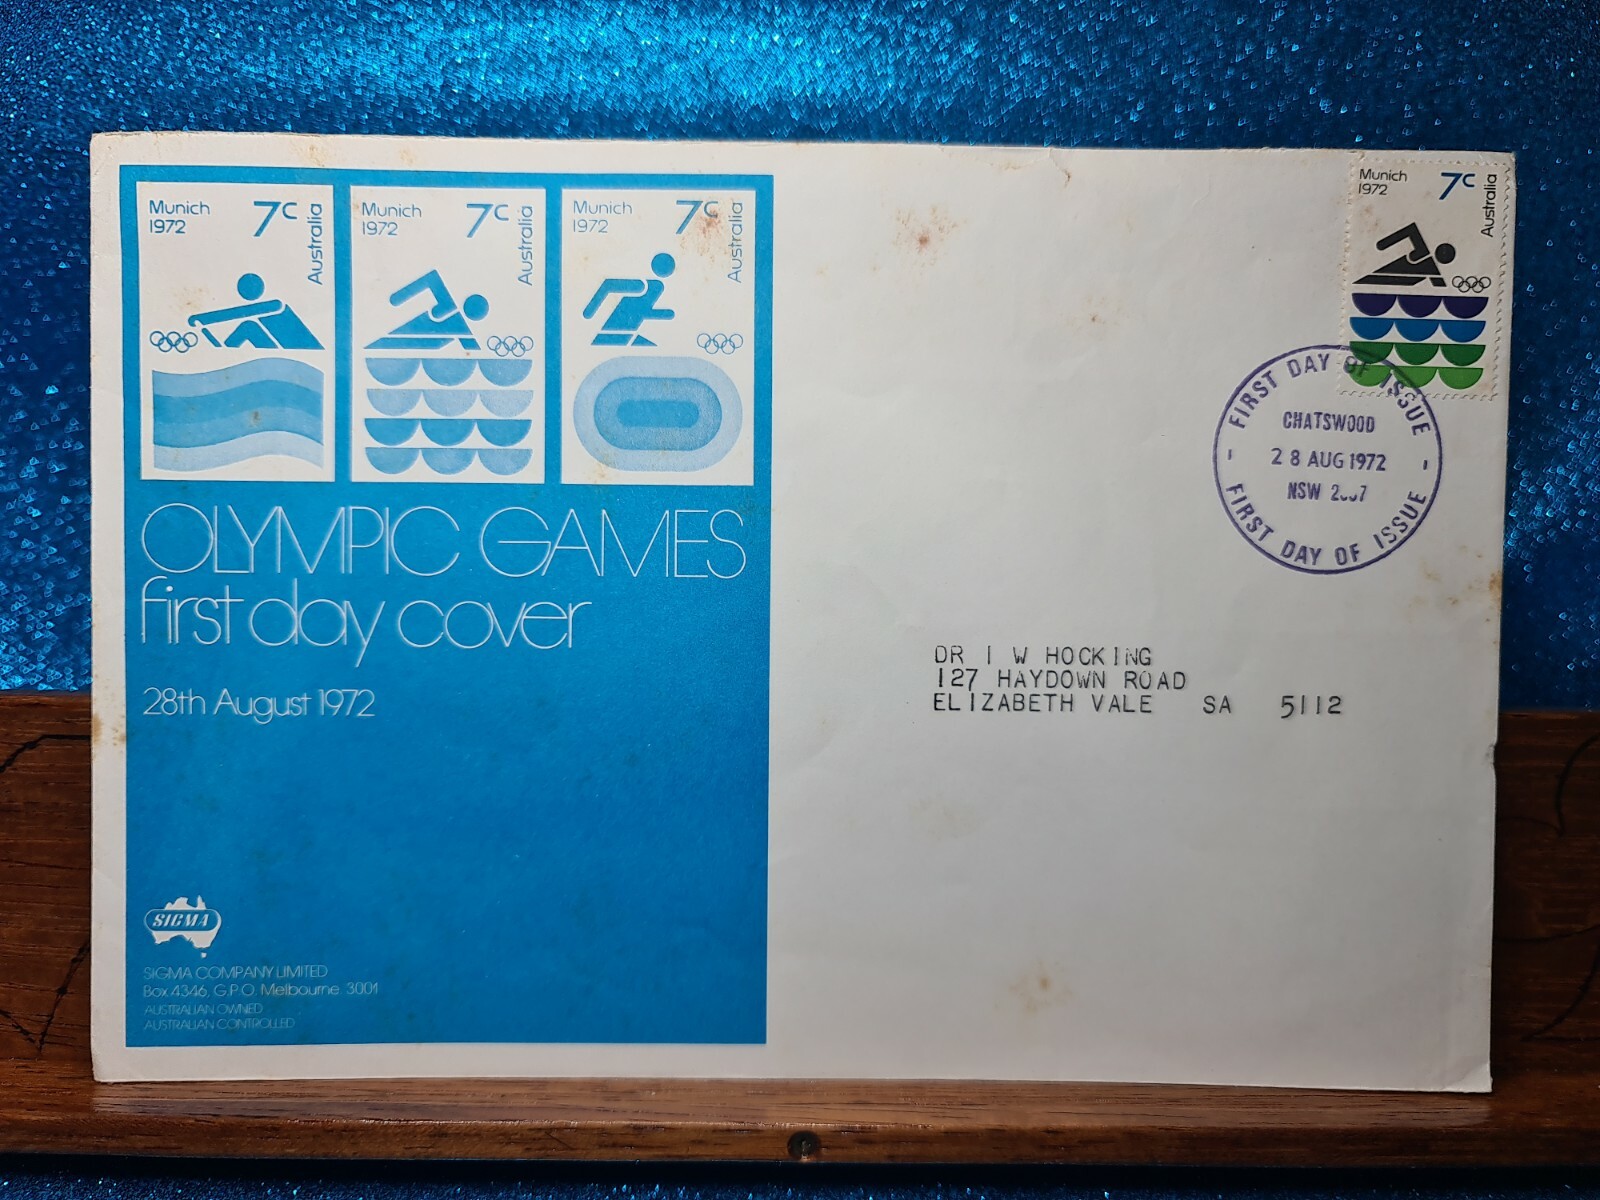 Munich
1972
7c
Australia
Munich
1972
7c
Australia
Munich
1972
7c
Australia
OLYMPIC GAMES
first day cover
28th August 1972
SIGMA
SIGMA COMPANY LIMITED
Box 4346, G.P.O. Melbourne. 3001
AUSTRALIAN OWNED
AUSTRALIAN CONTROLLED
Munich
1972
7c
Australia
FIRST DAY OF ISSUE
CHATSWOOD
28 AUG 1972
NSW
FIRST DAY OF ISSUE
DR I W HOCKING
127 HAYDOWN ROAD
ELIZABETH VALE SA 5112